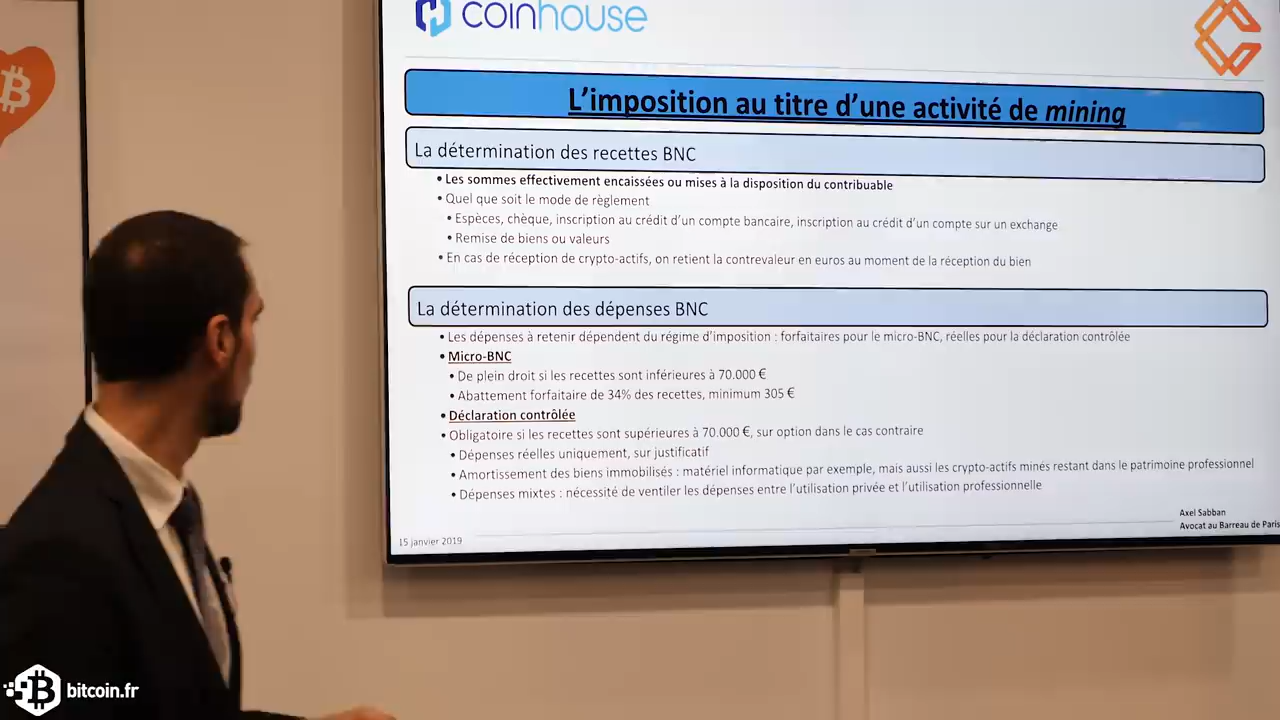 coinhouse
L'imposition au titre d'une activité de mining
La détermination des recettes BNC
• Les sommes effectivement encaissées ou mises à la disposition du contribuable
• Quel que soit le mode de règlement
• Espèces, chèque, inscription au crédit d'un compte bancaire, inscription au crédit d'un compte sur un exchange
• Remise de biens ou valeurs
• En cas de réception de crypto-actifs, on retient la contrevaleur en euros au moment de la réception du bien
La détermination des dépenses BNC
• Les dépenses à retenir dépendent du régime d'imposition : forfaitaires pour le micro-BNC, réelles pour la déclaration contrôlée
• Micro-BNC
• De plein droit si les recettes sont inférieures à 70.000 €
• Abattement forfaitaire de 34% des recettes, minimum 305 €
• Déclaration contrôlée
• Obligatoire si les recettes sont supérieures à 70.000 €, sur option dans le cas contraire
• Dépenses réelles uniquement, sur justificatif
• Amortissement des biens immobilisés : matériel informatique par exemple, mais aussi les crypto-actifs minés restant dans le patrimoine professionnel
• Dépenses mixtes : nécessité de ventiler les dépenses entre l'utilisation privée et l'utilisation professionnelle
Axel Sabban
Avocat au Barreau de Paris
15 janvier 2019
bitcoin.fr